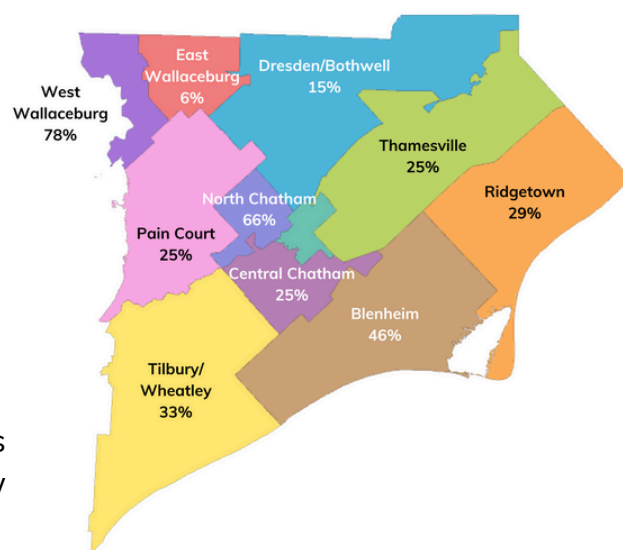 East
Wallaceburg
6%
West
Wallaceburg
78%
Dresden/Bothwell
15%
Thamesville
25%
Ridgetown
29%
North Chatham
66%
Pain Court
25%
Central Chatham
25%
Blenheim
46%
Tilbury/
Wheatley
33%
s
y